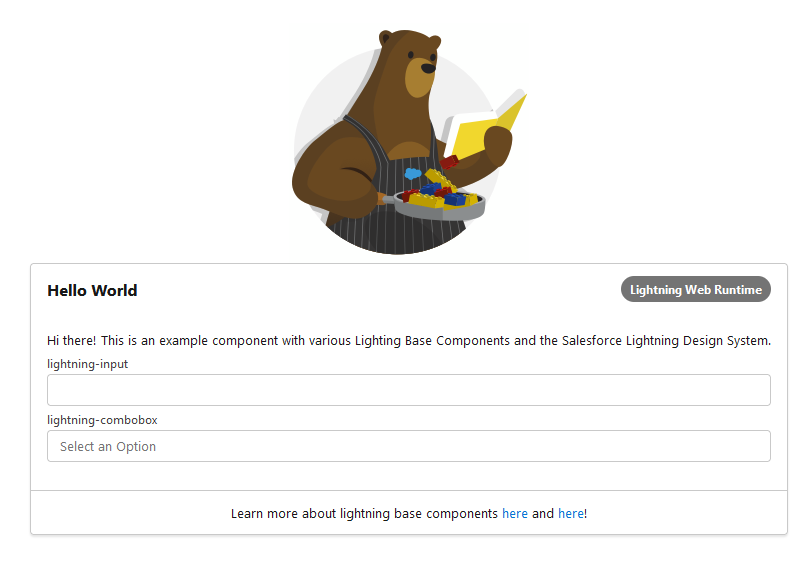 Hello World
Lightning Web Runtime
Hi there! This is an example component with various Lighting Base Components and the Salesforce Lightning Design System.
lightning-input
lightning-combobox
Select an Option
Learn more about lightning base components here and here!